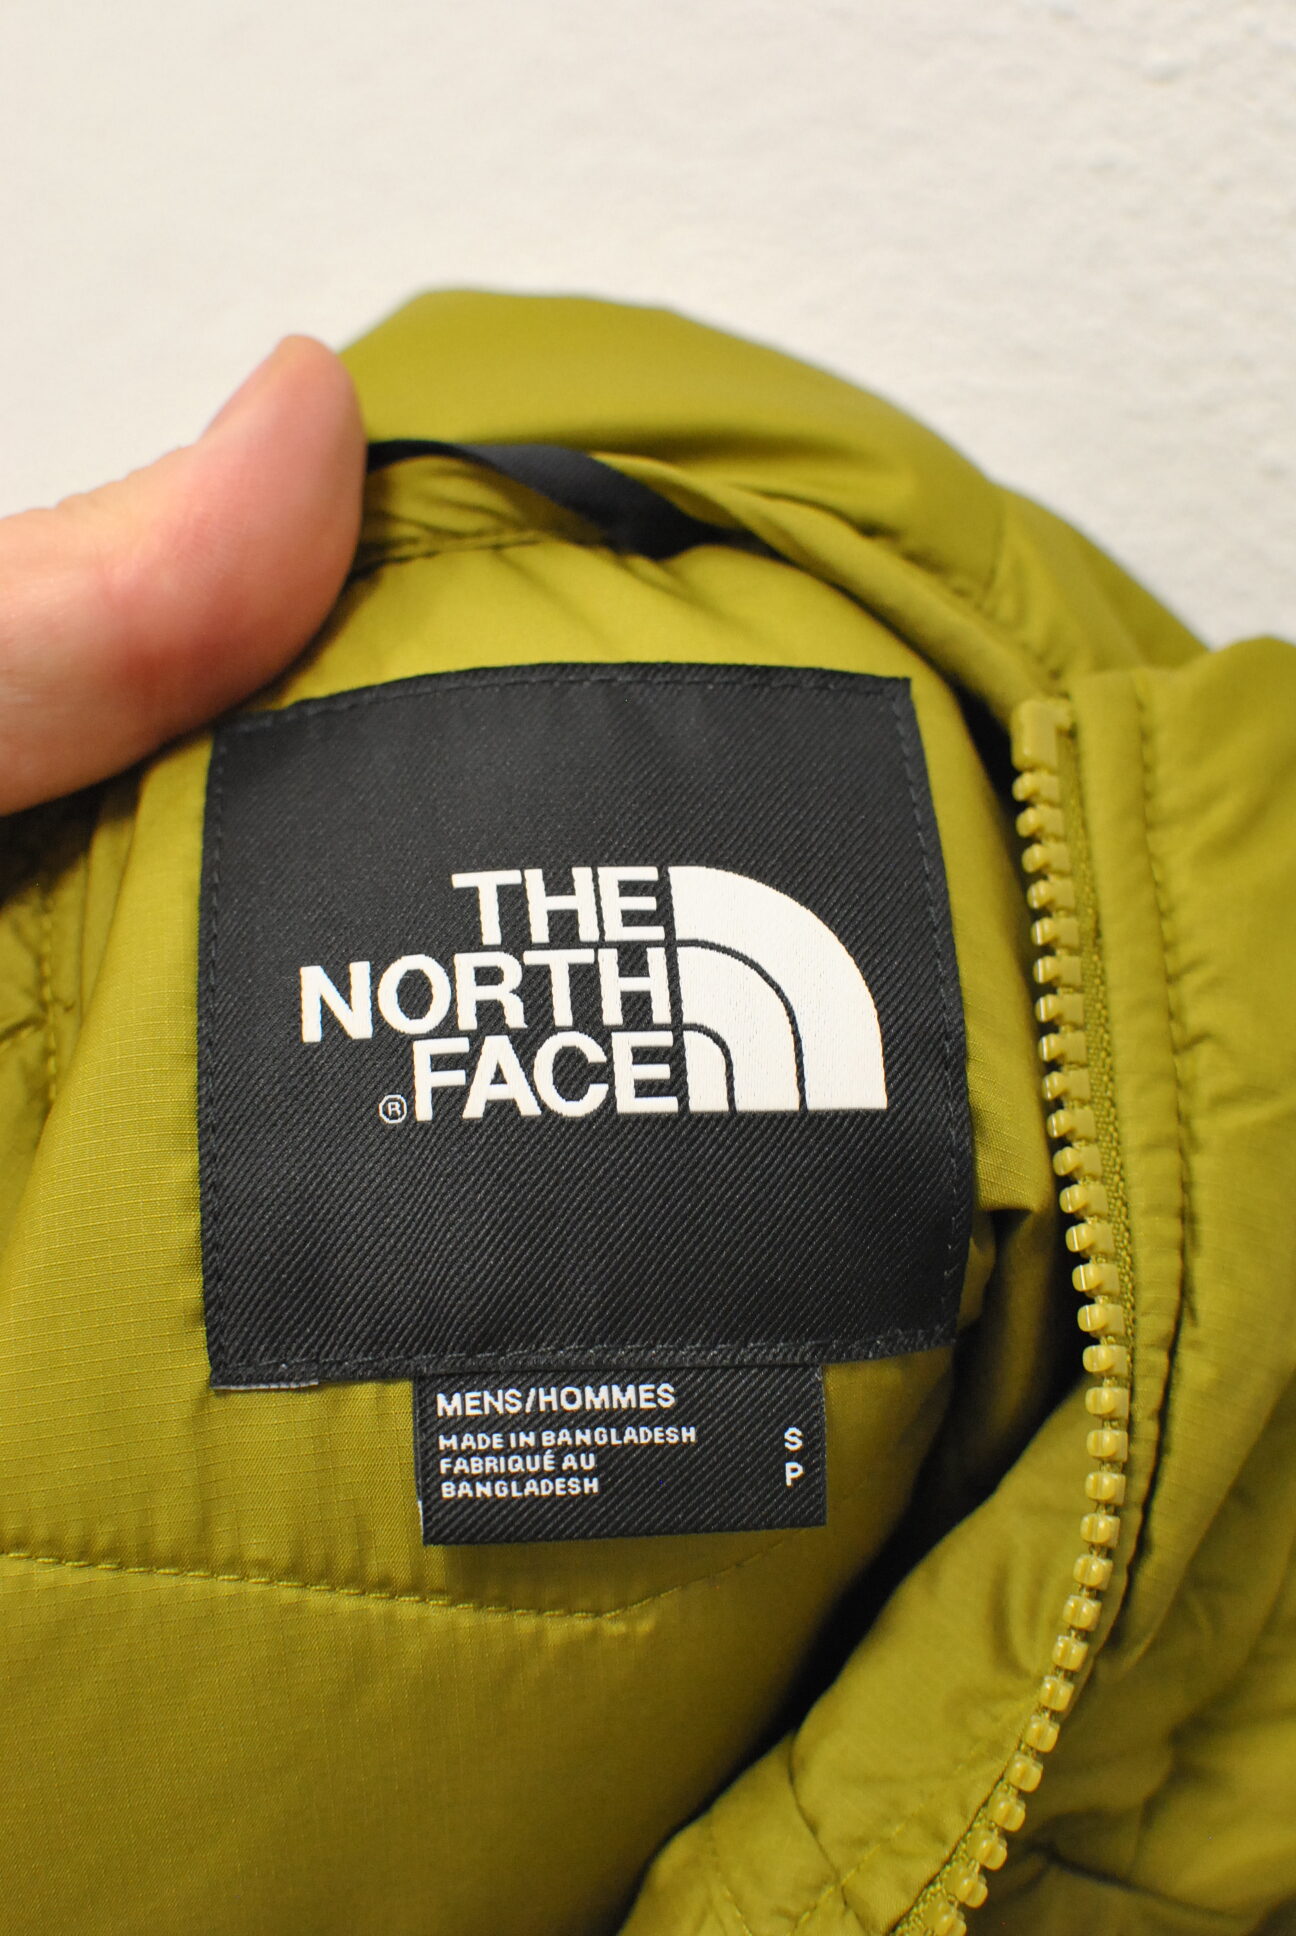 THE
NORTH
® FACE
MENS/HOMMES
MADE IN BANGLADESH S
FABRIQUÉ AU P
BANGLADESH